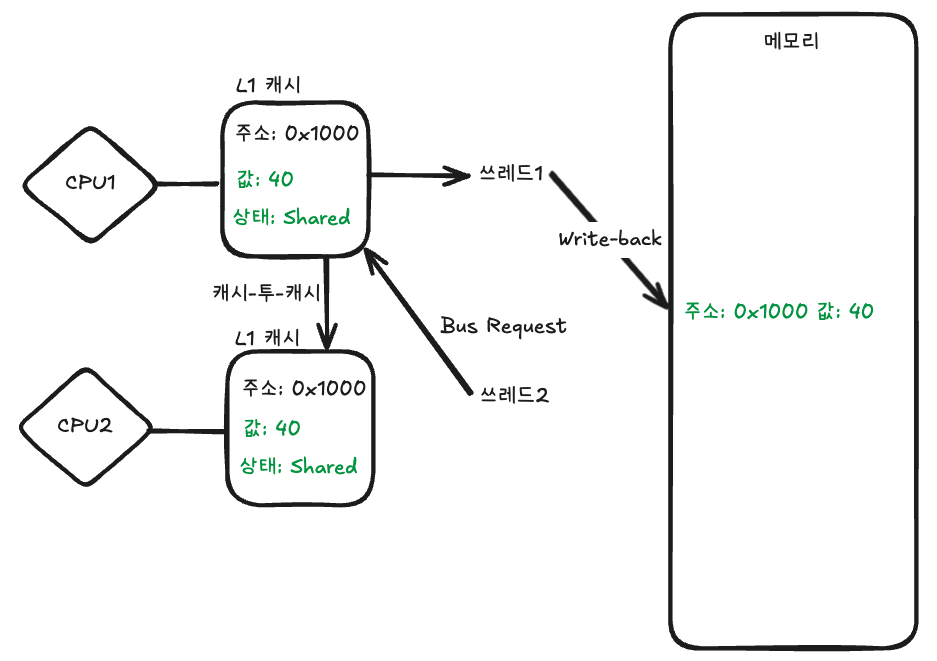 메모리
L1 캐시
주소: 0x1000
CPU1
값: 40
쓰레드1
상태: Shared
Write-back
캐시-투-캐시
주소: 0x1000 값: 40
Bus Request
L1 캐시
주소: 0x1000
쓰레드2
CPU2
값: 40
상태: Shared